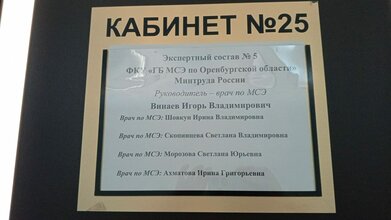 КАБИНЕТ №25
Экспертный состав № 5
ФКУ «ГБ МСЭ по Оренбургской области»
Минтруда России
Руководитель – врач по МСЭ
Винаев Игорь Владимирович
Врач по МСЭ: Шовкун Ирина Владимировна
Врач по МСЭ: Скопинцева Светлана Владимировна
Врач по МСЭ: Морозова Светлана Юрьевна
Врач по МСЭ: Ахматова Ирина Григорьевна